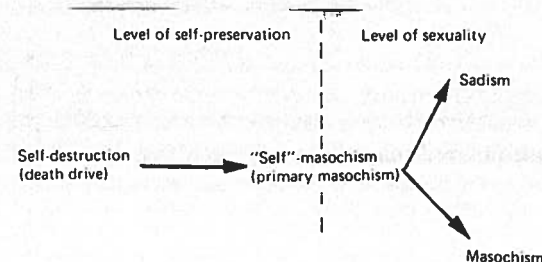 Level of self-preservation
Level of sexuality
Sadism
Self-destruction
(death drive)
"Self"-masochism
(primary masochism)
Masochism